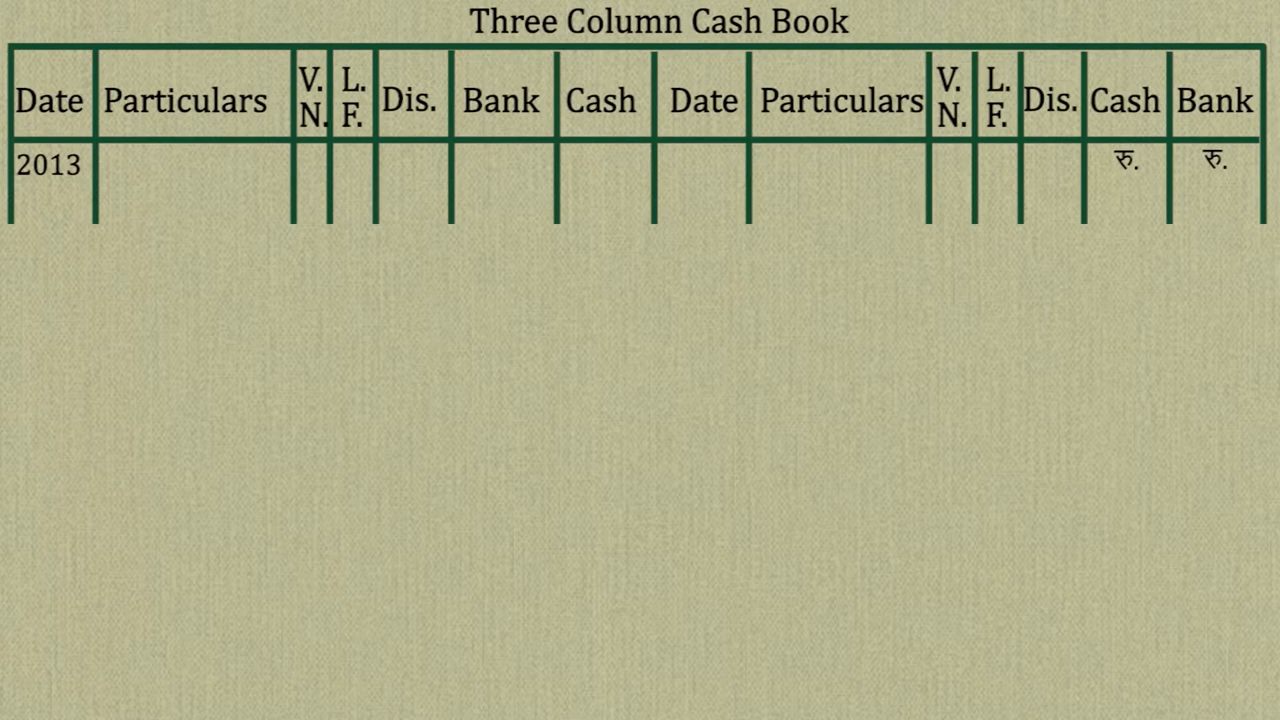 Three Column Cash Book
Date Particulars V. N. L. F. Dis. Bank Cash Date Particulars V. N. L. F. Dis. Cash Bank
2013 रु. रु.